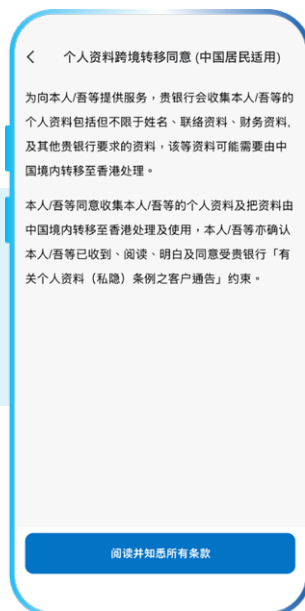 个人资料跨境转移同意 (中国居民适用)
为向本人/吾等提供服务，贵银行会收集本人/吾等的
个人资料包括但不限于姓名、联络资料、财务资料,
及其他贵银行要求的资料，该等资料可能需要由中
国境内转移至香港处理。
本人/吾等同意收集本人/吾等的个人资料及把资料由
中国境内转移至香港处理及使用，本人/吾等亦确认
本人/吾等已收到、阅读、明白及同意受贵银行「有
关个人资料（私隐）条例之客户通告」约束。
阅读并知悉所有条款